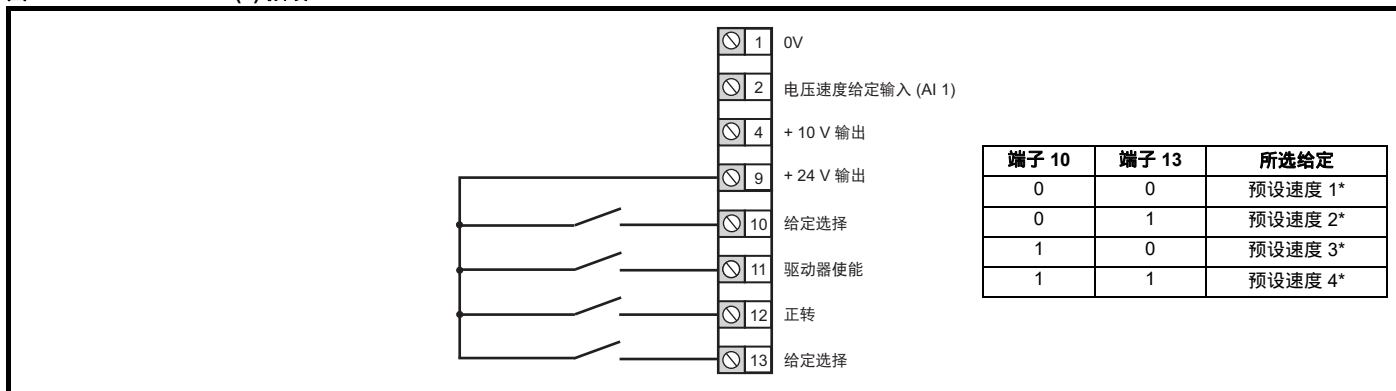 1 0V
2 电压速度给定输入 (AI 1)
4 + 10 V 输出
9 + 24 V 输出
10 给定选择
11 驱动器使能
12 正转
13 给定选择
端子 10 端子 13 所选给定
0 0 预设速度 1*
0 1 预设速度 2*
1 0 预设速度 3*
1 1 预设速度 4*